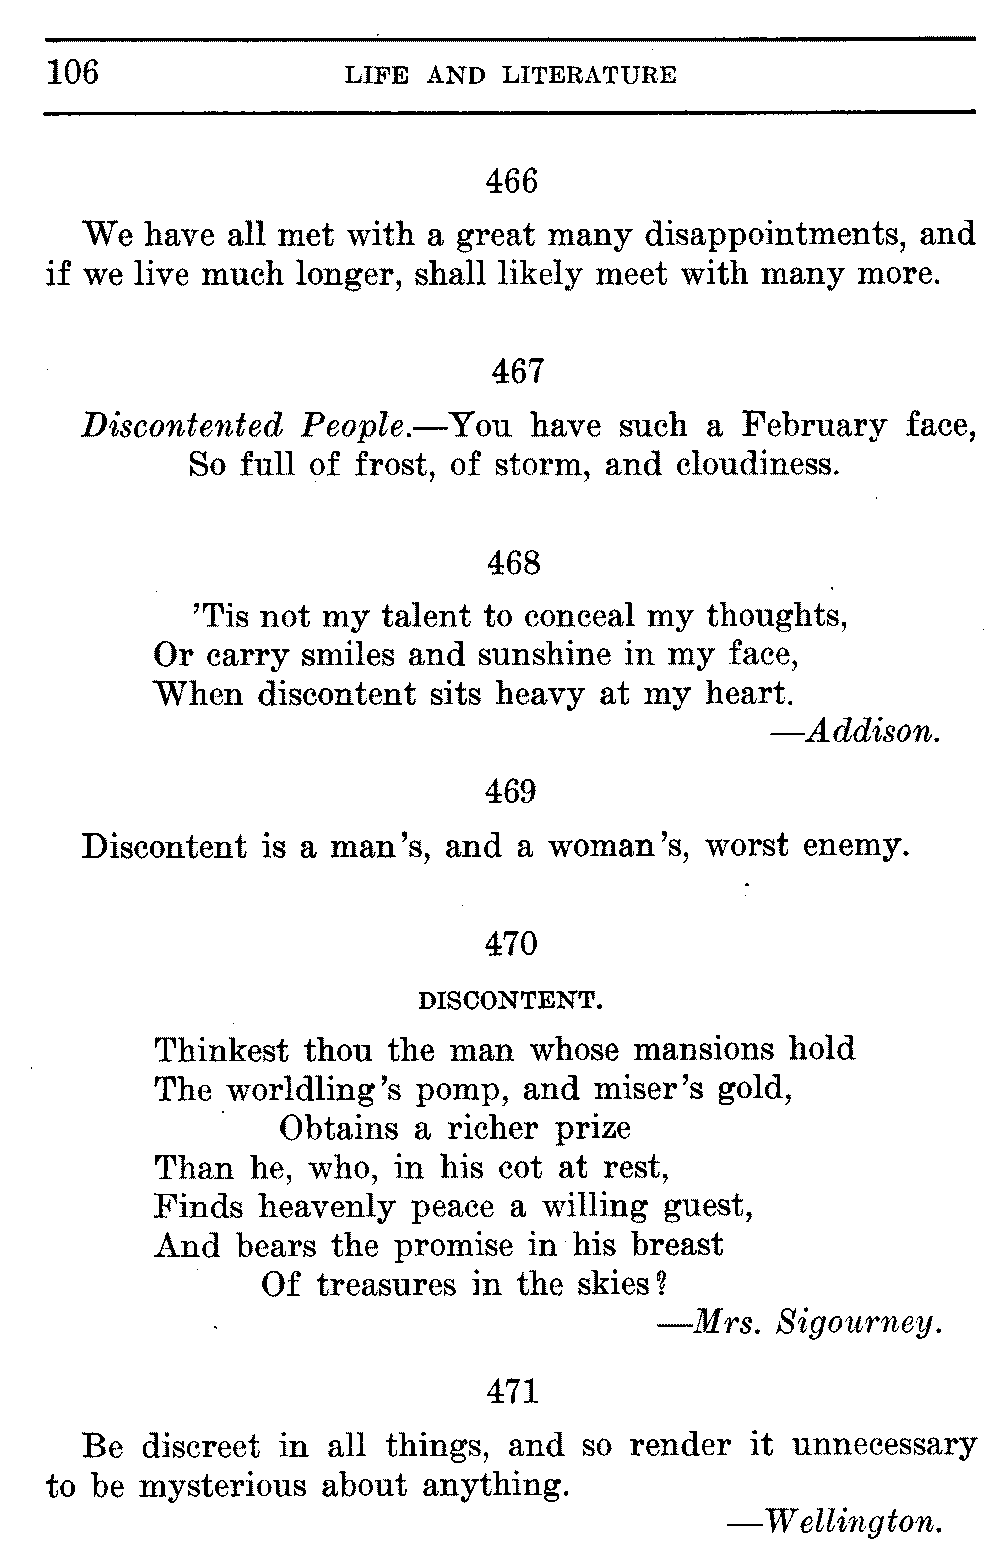 106 LIFE AND LITERATURE
466
We have all met with a great many disappointments, and
if we live much longer, shall likely meet with many more.
467
Discontented People.—You have such a February face,
So full of frost, of storm, and cloudiness.
468
’Tis not my talent to conceal my thoughts,
Or carry smiles and sunshine in my face,
When discontent sits heavy at my heart.
—Addison.
469
Discontent is a man’s, and a woman’s, worst enemy.
470
DISCONTENT.
Thinkest thou the man whose mansions hold
The worldling’s pomp, and miser’s gold,
Obtains a richer prize
Than he, who, in his cot at rest,
Finds heavenly peace a willing guest,
And bears the promise in his breast
Of treasures in the skies?
—Mrs. Sigourney.
471
Be discreet in all things, and so render it unnecessary
to be mysterious about anything.
—Wellington.